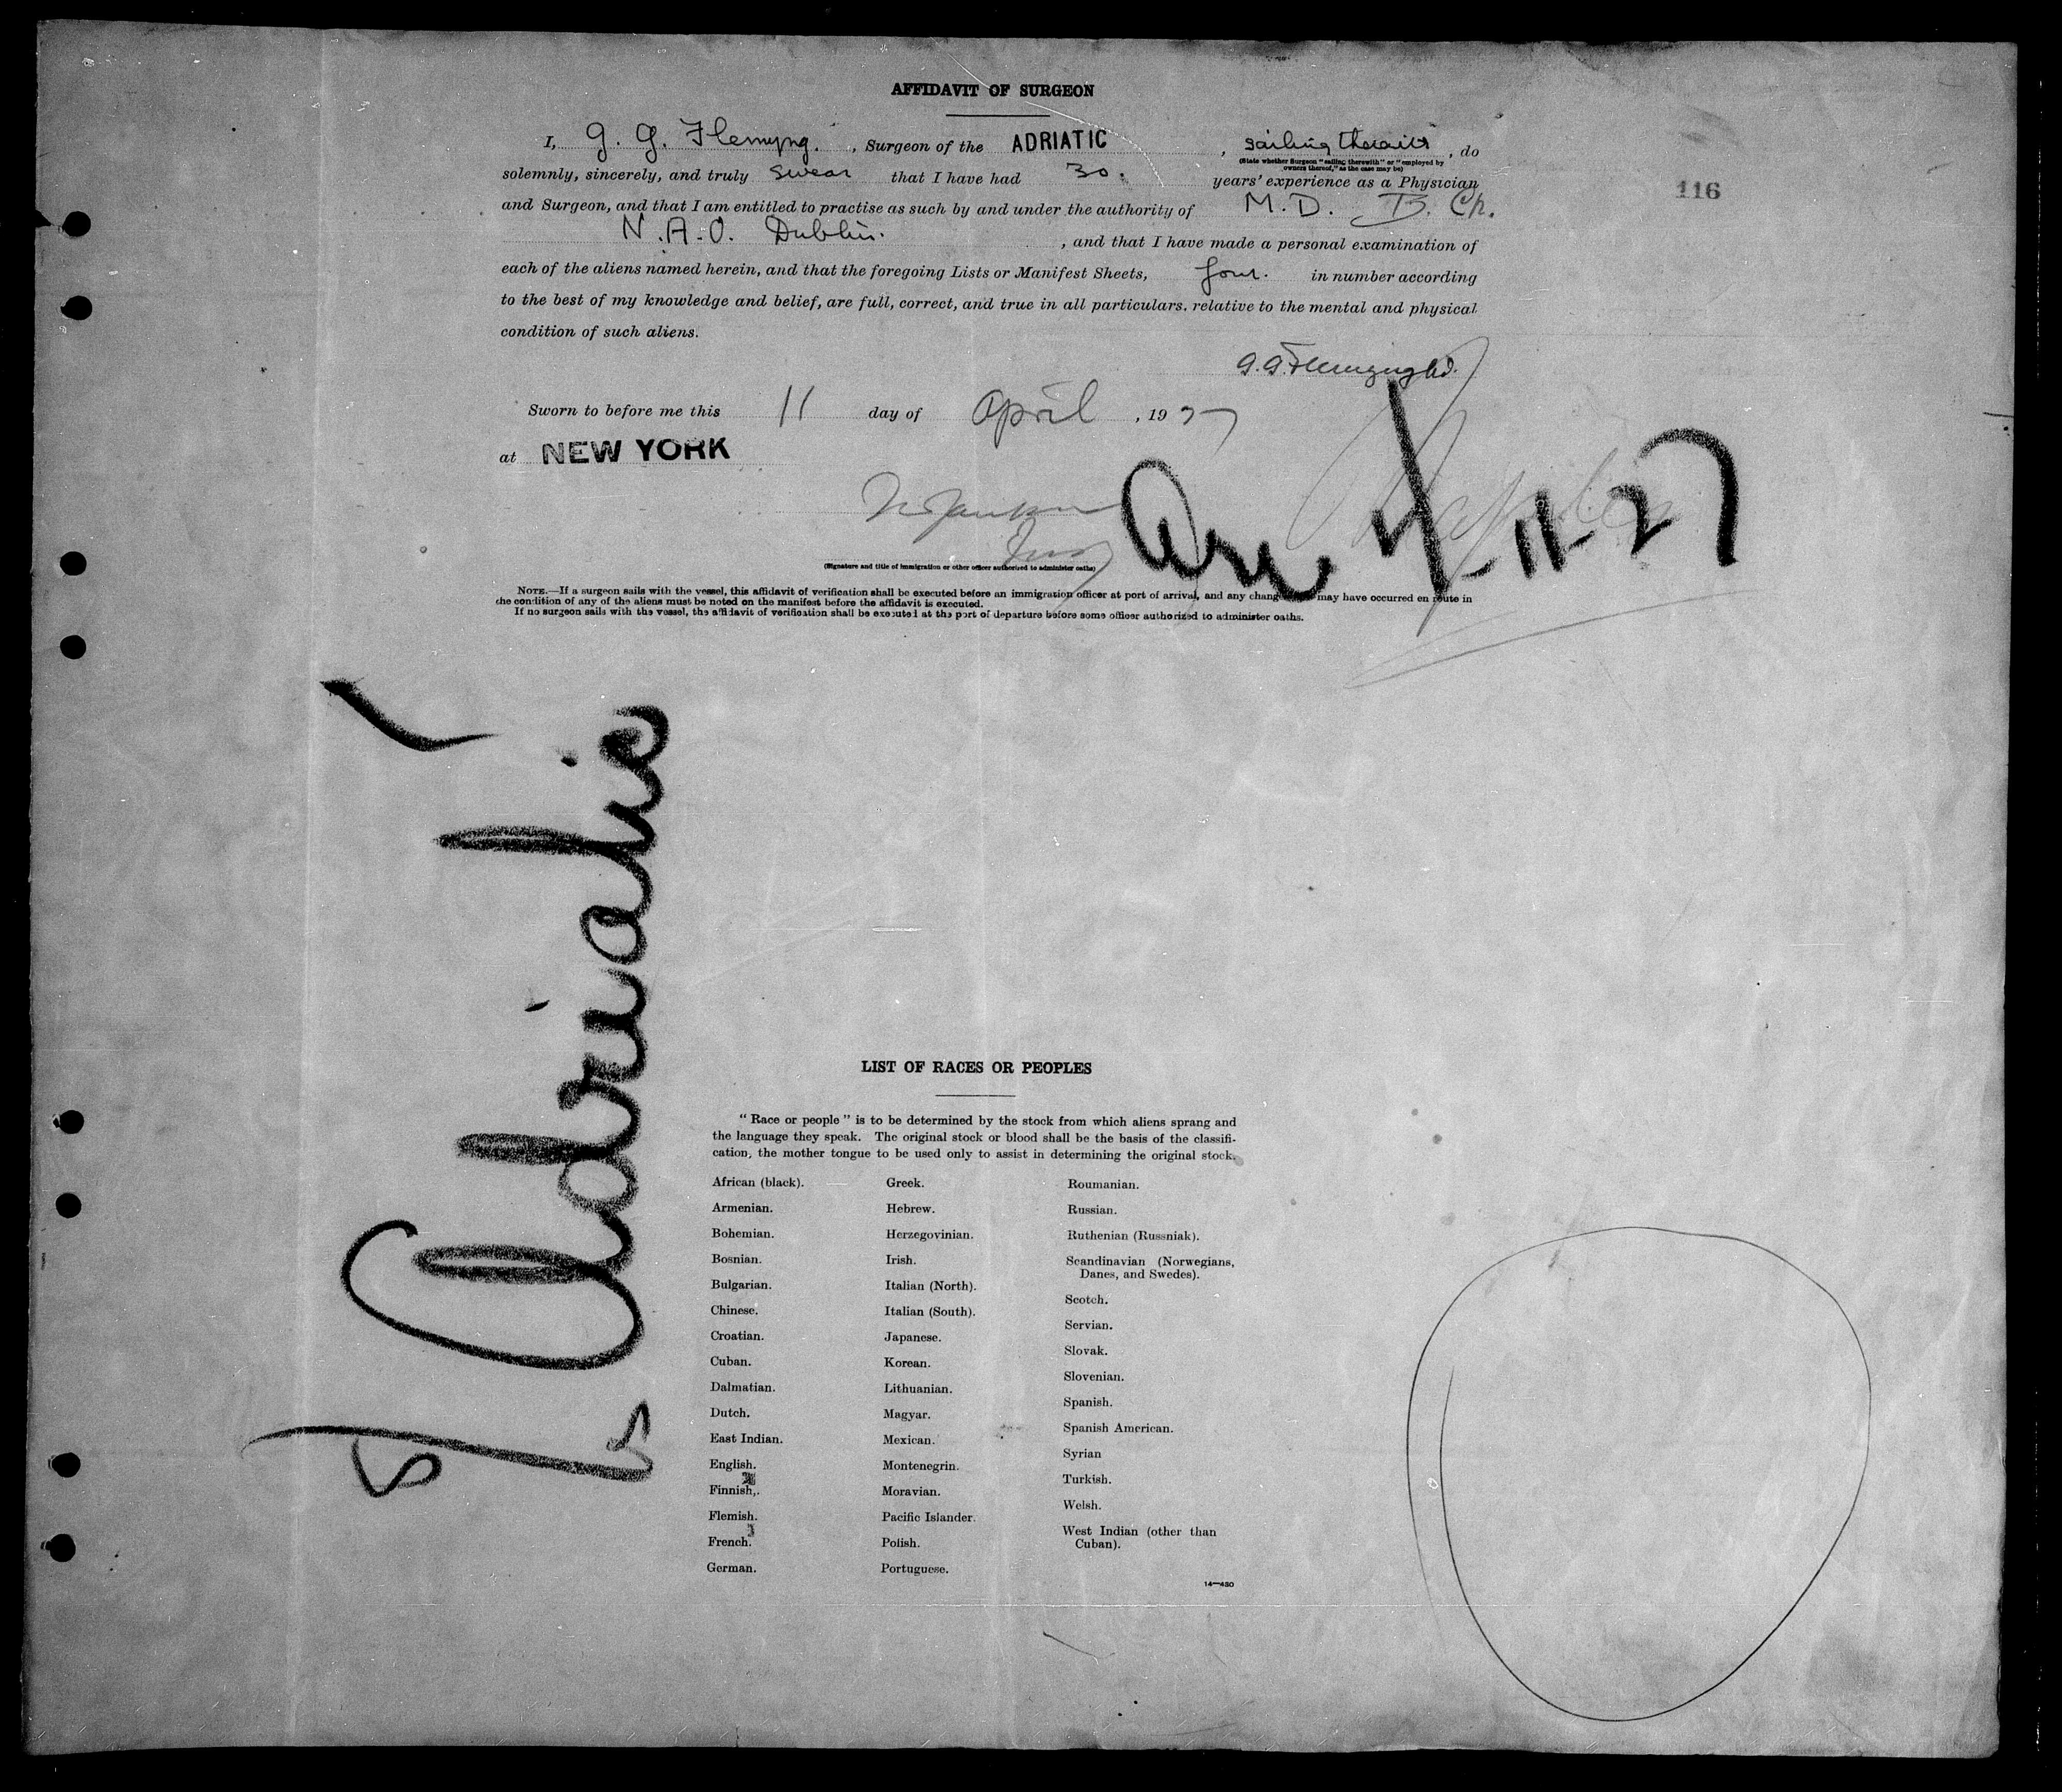 AFFIDAVIT OF SURGEON
I, G. G. Flemyng. , Surgeon of the ADRIATIC , sailing therewith , do
(State whether Surgeon "sailing therewith" or "employed by
owners thereof," as the case may be)
solemnly, sincerely, and truly swear that I have had 30. years' experience as a Physician
116
and Surgeon, and that I am entitled to practise as such by and under the authority of M.D. B. Ch.
Dublin. , and that I have made a personal examination of
each of the aliens named herein, and that the foregoing Lists or Manifest Sheets, four. in number according
to the best of my knowledge and belief, are full, correct, and true in all particulars, relative to the mental and physical
condition of such aliens.
G. G. Flemyng
Sworn to before me this 11 day of April , 1927
at NEW YORK
Arr 4-11-27
(Signature and title of immigration or other officer authorized to administer oaths)
NOTE.—If a surgeon sails with the vessel, this affidavit of verification shall be executed before an immigration officer at port of arrival, and any change may have occurred en route in
the condition of any of the aliens must be noted on the manifest before the affidavit is executed.
If no surgeon sails with the vessel, the affidavit of verification shall be executed at the port of departure before some officer authorized to administer oaths.
S/S Adriatic
LIST OF RACES OR PEOPLES
"Race or people" is to be determined by the stock from which aliens sprang and
the language they speak. The original stock or blood shall be the basis of the classifi-
cation, the mother tongue to be used only to assist in determining the original stock.
African (black).
Armenian.
Bohemian.
Bosnian.
Bulgarian.
Chinese.
Croatian.
Cuban.
Dalmatian.
Dutch.
East Indian.
English.
Finnish.
Flemish.
French.
German.
Greek.
Hebrew.
Herzegovinian.
Irish.
Italian (North).
Italian (South).
Japanese.
Korean.
Lithuanian.
Magyar.
Mexican.
Montenegrin.
Moravian.
Pacific Islander.
Polish.
Portuguese.
Roumanian.
Russian.
Ruthenian (Russniak).
Scandinavian (Norwegians,
Danes, and Swedes).
Scotch.
Servian.
Slovak.
Slovenian.
Spanish.
Spanish American.
Syrian
Turkish.
Welsh.
West Indian (other than
Cuban).
14—430